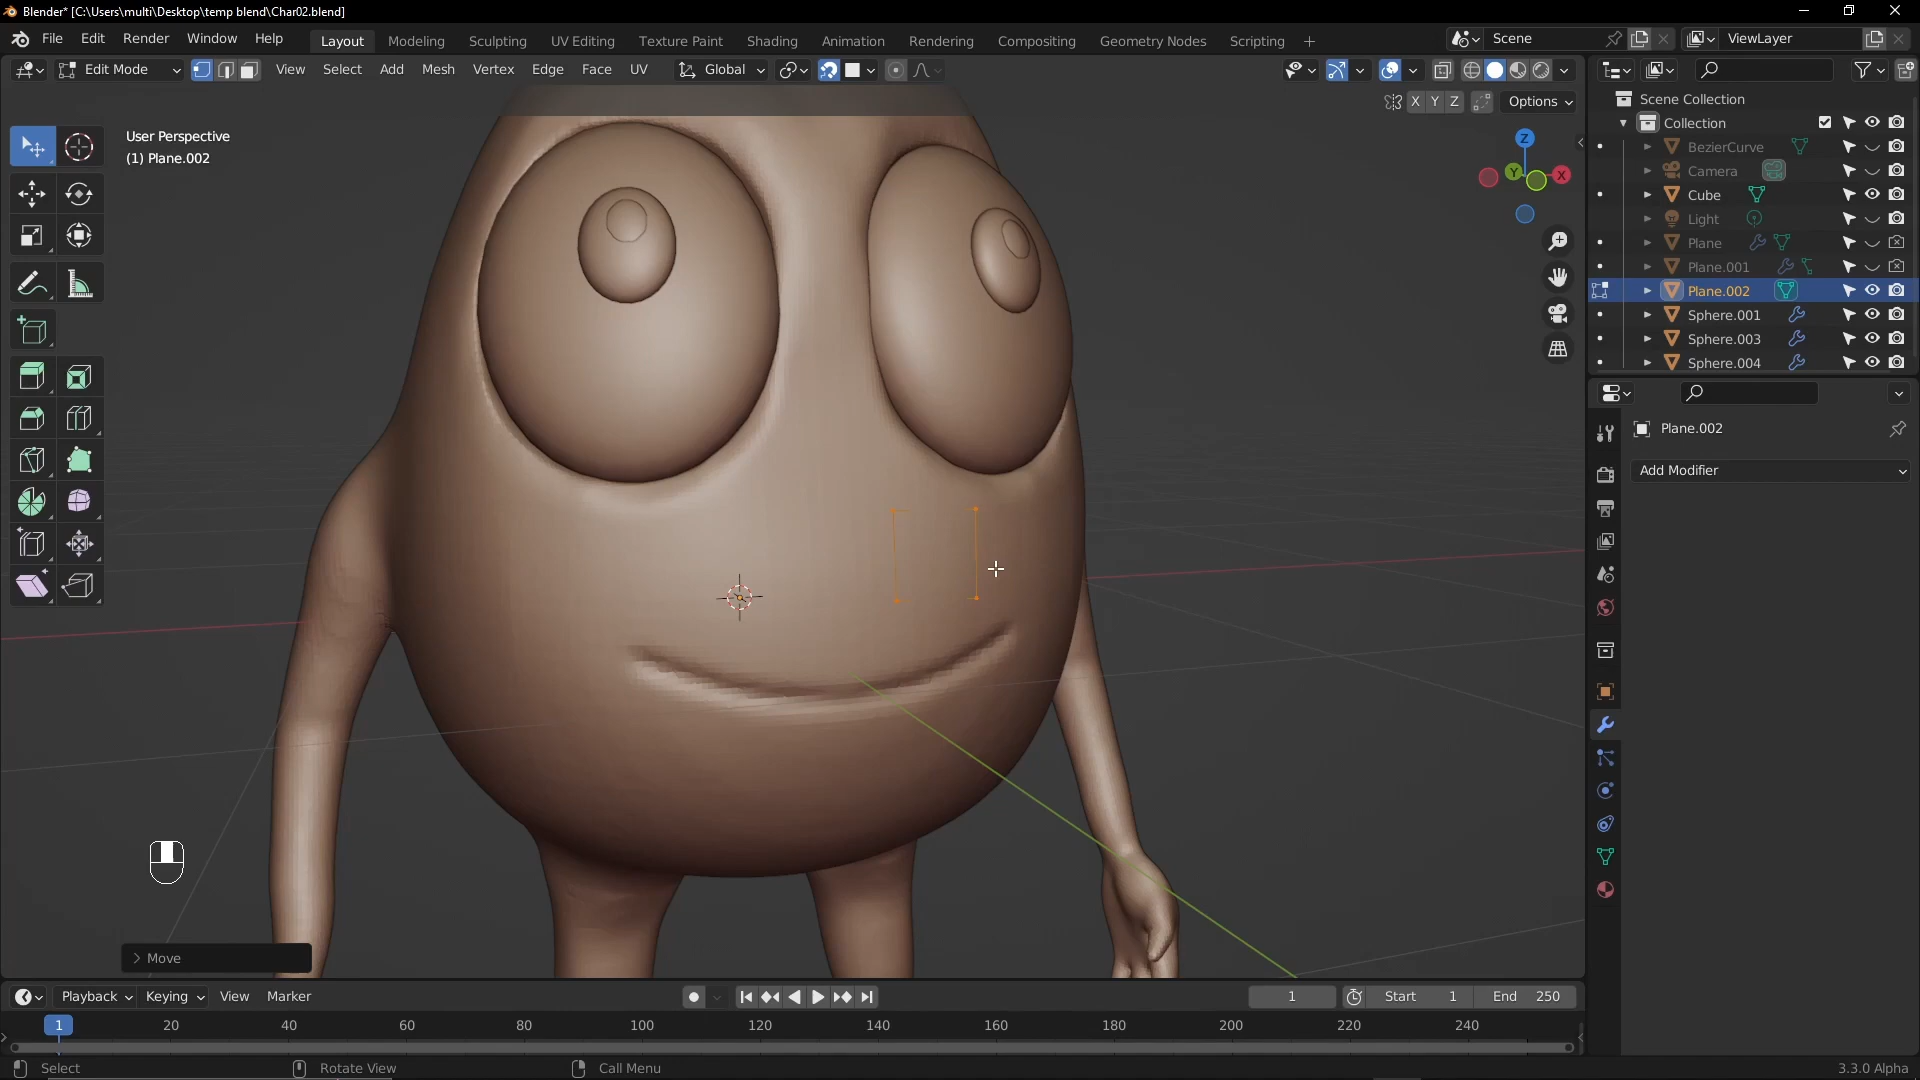 Blender* [C:\Users\multi\Desktop\temp blend\Char02.blend]
File Edit Render Window Help
Layout Modeling Sculpting UV Editing Texture Paint Shading Animation Rendering Compositing Geometry Nodes Scripting +
Scene
ViewLayer
Edit Mode
View Select Add Mesh Vertex Edge Face UV
Global
X Y Z
Options
User Perspective
(1) Plane.002
Z
Y
X
Scene Collection
Collection
BezierCurve
Camera
Cube
Light
Plane
Plane.001
Plane.002
Sphere.001
Sphere.003
Sphere.004
Plane.002
Add Modifier
Move
Playback Keying View Marker
1
Start 1
End 250
1 20 40 60 80 100 120 140 160 180 200 220 240
Select
Rotate View
Call Menu
3.3.0 Alpha